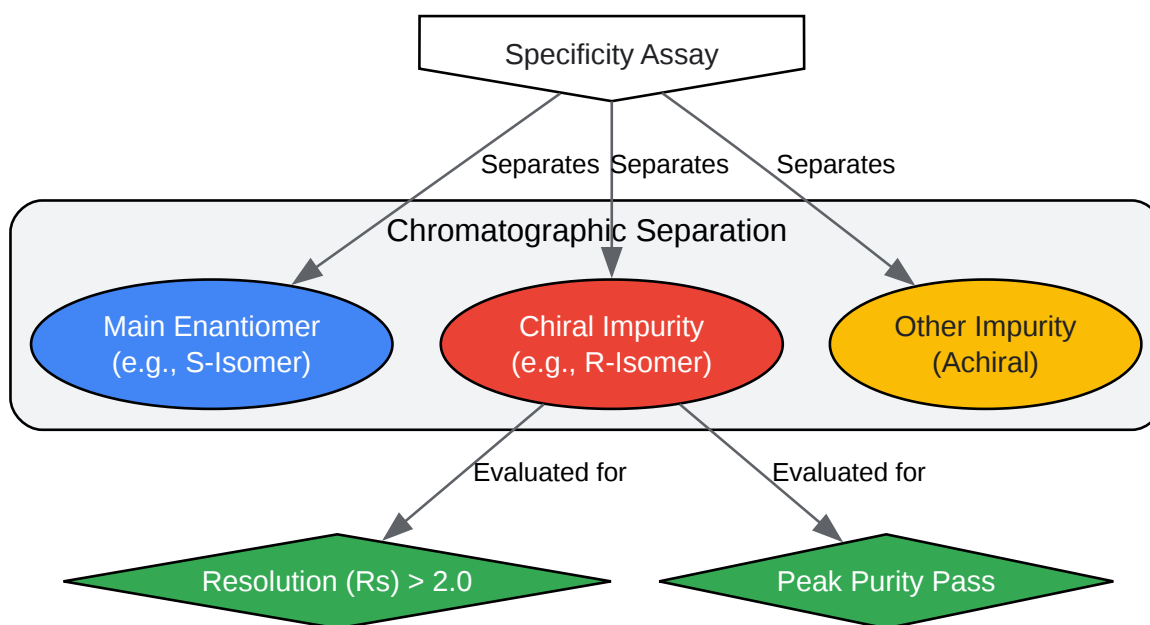 Specificity Assay
Separates
Separates
Separates
Chromatographic Separation
Main Enantiomer
(e.g., S-Isomer)
Chiral Impurity
(e.g., R-Isomer)
Other Impurity
(Achiral)
Evaluated for
Evaluated for
Resolution (Rs) > 2.0
Peak Purity Pass